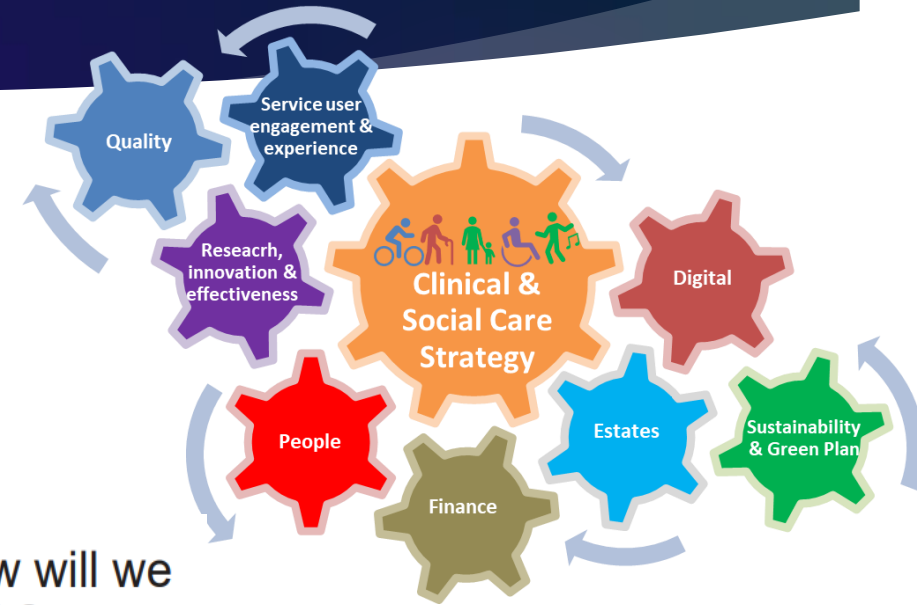 Quality
Service user
engagement &
experience
Reseacrh,
innovation &
effectiveness
Clinical &
Social Care
Strategy
Digital
People
Finance
Estates
Sustainability
& Green Plan
will we